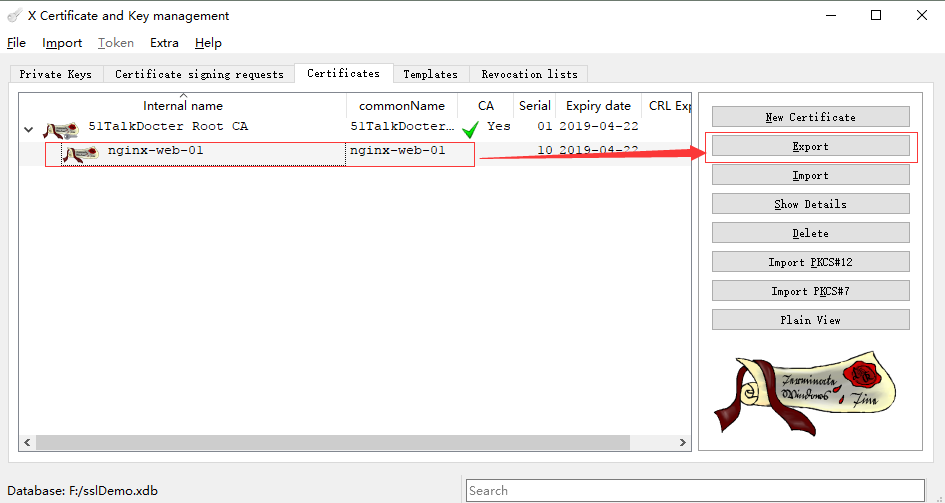 X Certificate and Key management
File Import Token Extra Help
Private Keys Certificate signing requests Certificates Templates Revocation lists
Internal name commonName CA Serial Expiry date CRL Exp
51TalkDocter Root CA 51TalkDocter... Yes 01 2019-04-22
nginx-web-01 nginx-web-01 10 2019-04-22
New Certificate
Export
Import
Show Details
Delete
Import PKCS#12
Import PKCS#7
Plain View
Terminate
Windows Fine
Database: F:/sslDemo.xdb
Search